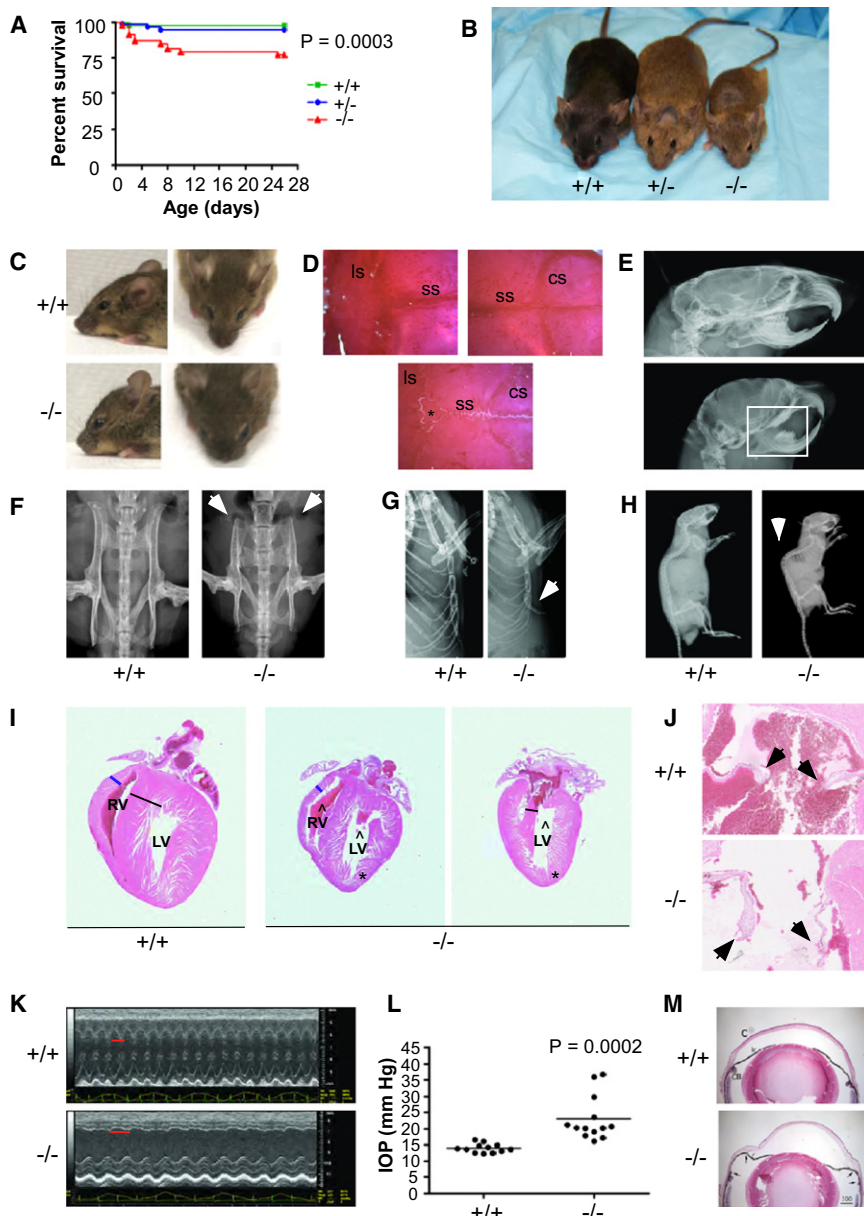 A
Percent survival
100
75
50
25
0
P = 0.0003
+/+
+/-
-/-
0 4 8 12 16 20 24 28
Age (days)
B
+/+ +/- -/-
C
+/+
-/-
D
ls ss
ss cs
ls ss cs
*
E
F
+/+ -/-
G
+/+ -/-
H
+/+ -/-
I
RV LV
^ RV ^ LV *
^ LV *
+/+ -/-
J
+/+
-/-
K
+/+
-/-
L
P = 0.0002
IOP (mm Hg)
45
40
35
30
25
20
15
10
5
0
+/+ -/-
M
+/+
C
CB
-/-